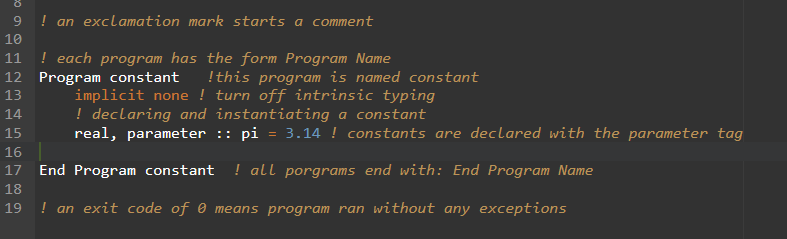 8
9 ! an exclamation mark starts a comment
10
11 ! each program has the form Program Name
12 Program constant   !this program is named constant
13     implicit none ! turn off intrinsic typing
14     ! declaring and instantiating a constant
15     real, parameter :: pi = 3.14 ! constants are declared with the parameter tag
16
17 End Program constant  ! all porgrams end with: End Program Name
18
19 ! an exit code of 0 means program ran without any exceptions